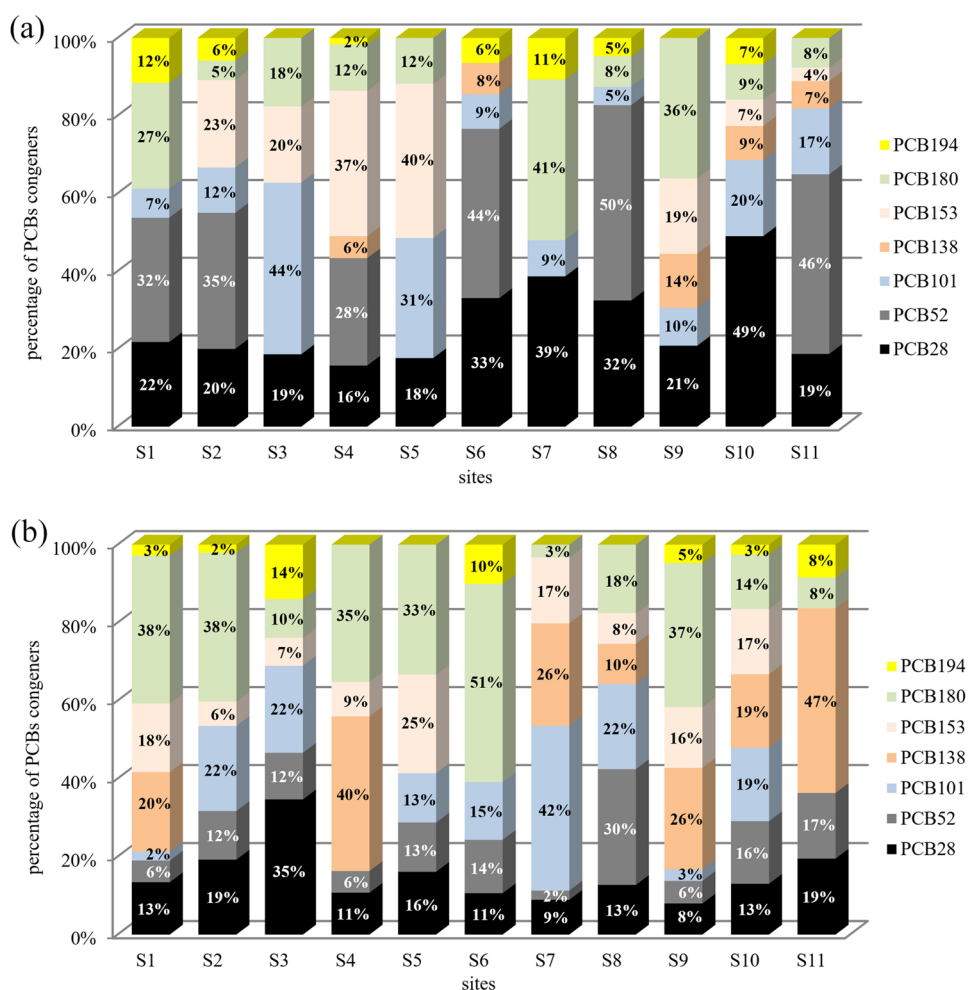 (a)
percentage of PCBs congeners
100%
80%
60%
40%
20%
0%
12% 6% 2% 6% 11% 5% 7%
27% 5% 18% 12% 12% 41% 8% 36% 9% 8%
23% 20% 37% 40% 19% 7% 4%
6% 8% 14% 9% 7%
7% 12% 44% 31% 9% 9% 5% 10% 20% 17%
32% 35% 28% 44% 50% 46%
22% 20% 19% 16% 18% 33% 39% 32% 21% 49% 19%
S1 S2 S3 S4 S5 S6 S7 S8 S9 S10 S11
sites
PCB194
PCB180
PCB153
PCB138
PCB101
PCB52
PCB28
(b)
percentage of PCBs congeners
100%
80%
60%
40%
20%
0%
3% 2% 14% 10% 5% 3% 8%
38% 38% 10% 35% 33% 51% 3% 18% 37% 14% 8%
18% 6% 7% 9% 25% 17% 8% 16% 17%
20% 40% 26% 10% 26% 19% 47%
2% 22% 22% 13% 15% 42% 22% 3% 19%
6% 12% 12% 6% 13% 14% 2% 30% 6% 16% 17%
13% 19% 35% 11% 16% 11% 9% 13% 8% 13% 19%
S1 S2 S3 S4 S5 S6 S7 S8 S9 S10 S11
sites
PCB194
PCB180
PCB153
PCB138
PCB101
PCB52
PCB28